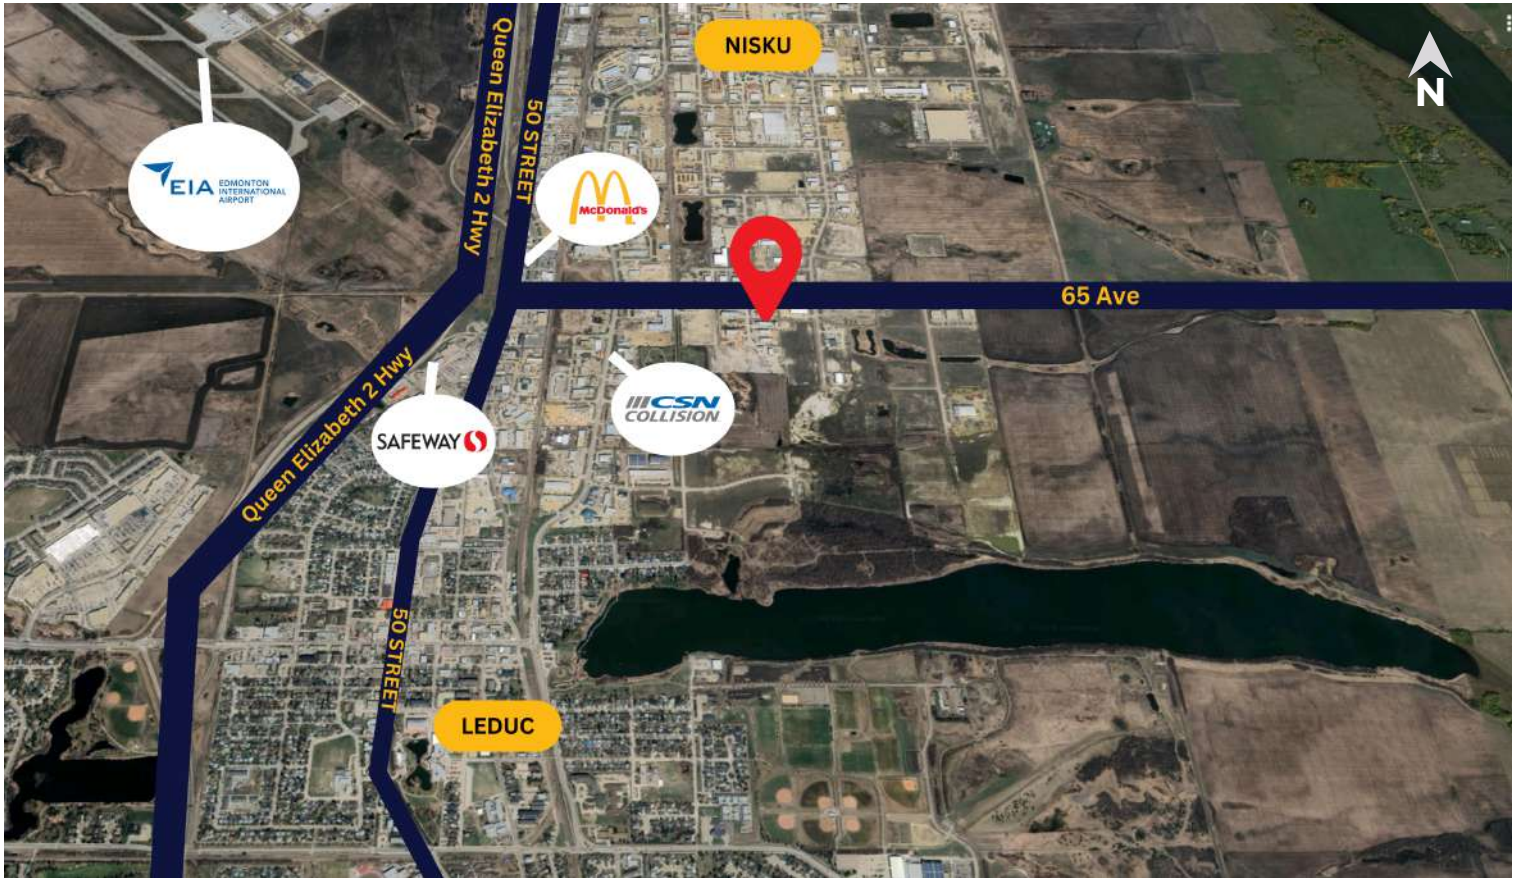 NISKU
N
Queen Elizabeth 2 Hwy
50 STREET
EIA EDMONTON
INTERNATIONAL
AIRPORT
McDonald's
65 Ave
Queen Elizabeth 2 Hwy
CSN
COLLISION
SAFEWAY
50 STREET
LEDUC